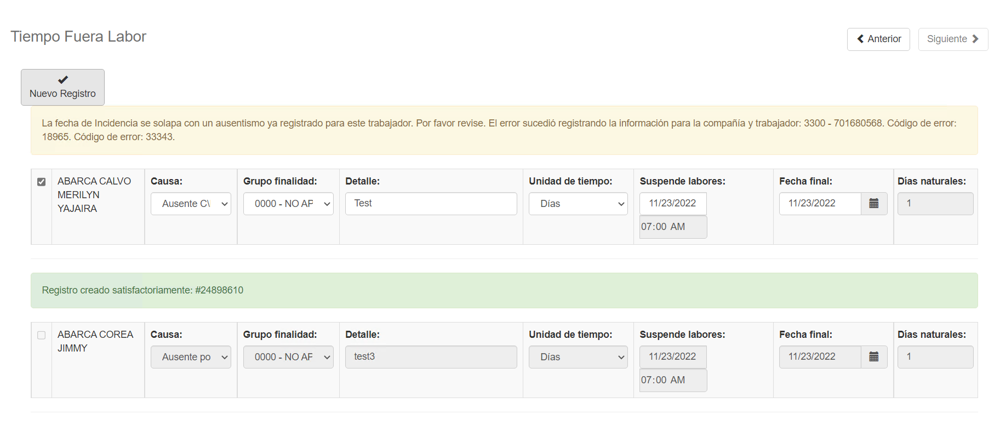 Tiempo Fuera Labor
Anterior
Siguiente
Nuevo Registro
La fecha de Incidencia se solapa con un ausentismo ya registrado para este trabajador. Por favor revise. El error sucedió registrando la información para la compañía y trabajador: 3300 - 701680568. Código de error:
18965. Código de error: 33343.
ABARCA CALVO
MERILYN
YAJAIRA
Causa:
Ausente C\
Grupo finalidad:
0000 - NO AF
Detalle:
Test
Unidad de tiempo:
Días
Suspende labores:
11/23/2022
07:00 AM
Fecha final:
11/23/2022
Días naturales:
1
Registro creado satisfactoriamente: #24898610
ABARCA COREA
JIMMY
Causa:
Ausente po
Grupo finalidad:
0000 - NO AF
Detalle:
test3
Unidad de tiempo:
Días
Suspende labores:
11/23/2022
07:00 AM
Fecha final:
11/23/2022
Días naturales:
1